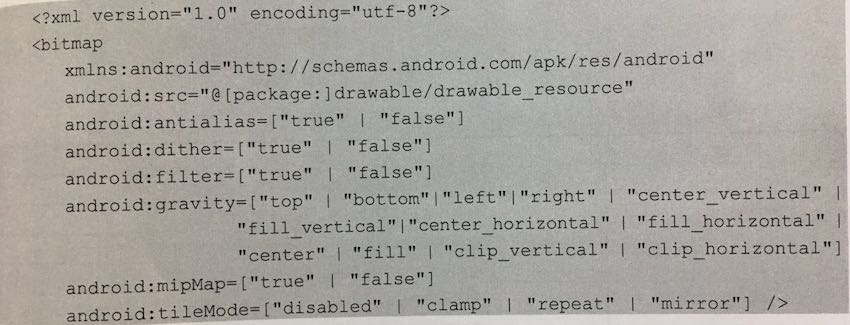 <?xml version="1.0" encoding="utf-8"?>
<bitmap
xmlns:android="http://schemas.android.com/apk/res/android"
android:src="@[package:]drawable/drawable_resource"
android:antialias=["true" | "false"]
android:dither=["true" | "false"]
android:filter=["true" | "false"]
android:gravity=["top" | "bottom"|"left"|"right" | "center_vertical" |
"fill_vertical"|"center_horizontal" | "fill_horizontal" |
"center" | "fill" | "clip_vertical" | "clip_horizontal"]
android:mipMap=["true" | "false"]
android:tileMode=["disabled" | "clamp" | "repeat" | "mirror"] />